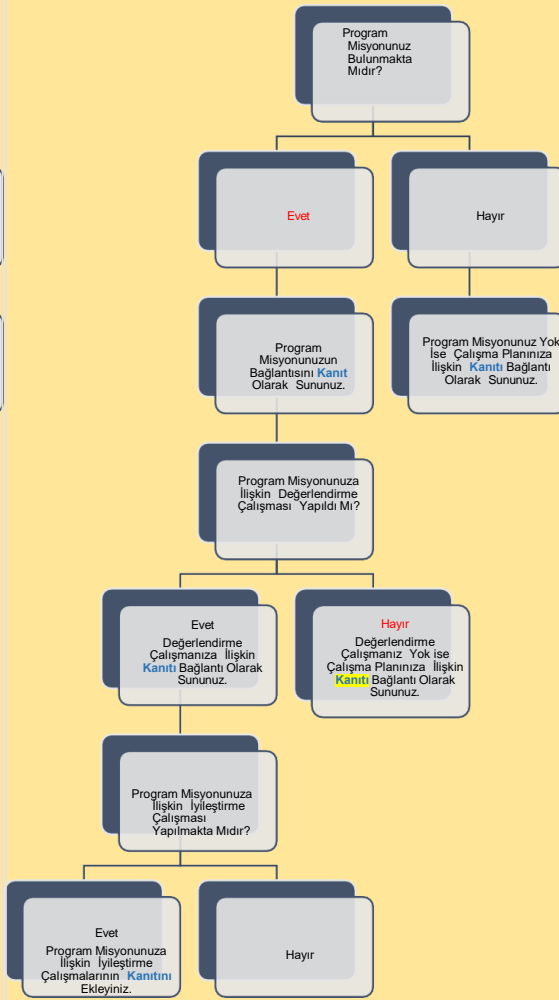 Program
Misyonunuz
Bulunmakta
Mıdır?
Evet
Hayır
Program
Misyonunuzun
Bağlantısını Kanıt
Olarak Sununuz.
Program Misyonunuz Yok
İse Çalışma Planınıza
İlişkin Kanıtı Bağlantı
Olarak Sununuz.
Program Misyonunuza
İlişkin Değerlendirme
Çalışması Yapıldı Mı?
Evet
Değerlendirme
Çalışmanıza İlişkin
Kanıtı Bağlantı Olarak
Sununuz.
Hayır
Değerlendirme
Çalışmanız Yok ise
Çalışma Planınıza İlişkin
Kanıtı Bağlantı Olarak
Sununuz.
Program Misyonunuza
İlişkin İyileştirme
Çalışması
Yapılmakta Mıdır?
Evet
Program Misyonunuza
İlişkin İyileştirme
Çalışmalarının Kanıtını
Ekleyiniz.
Hayır